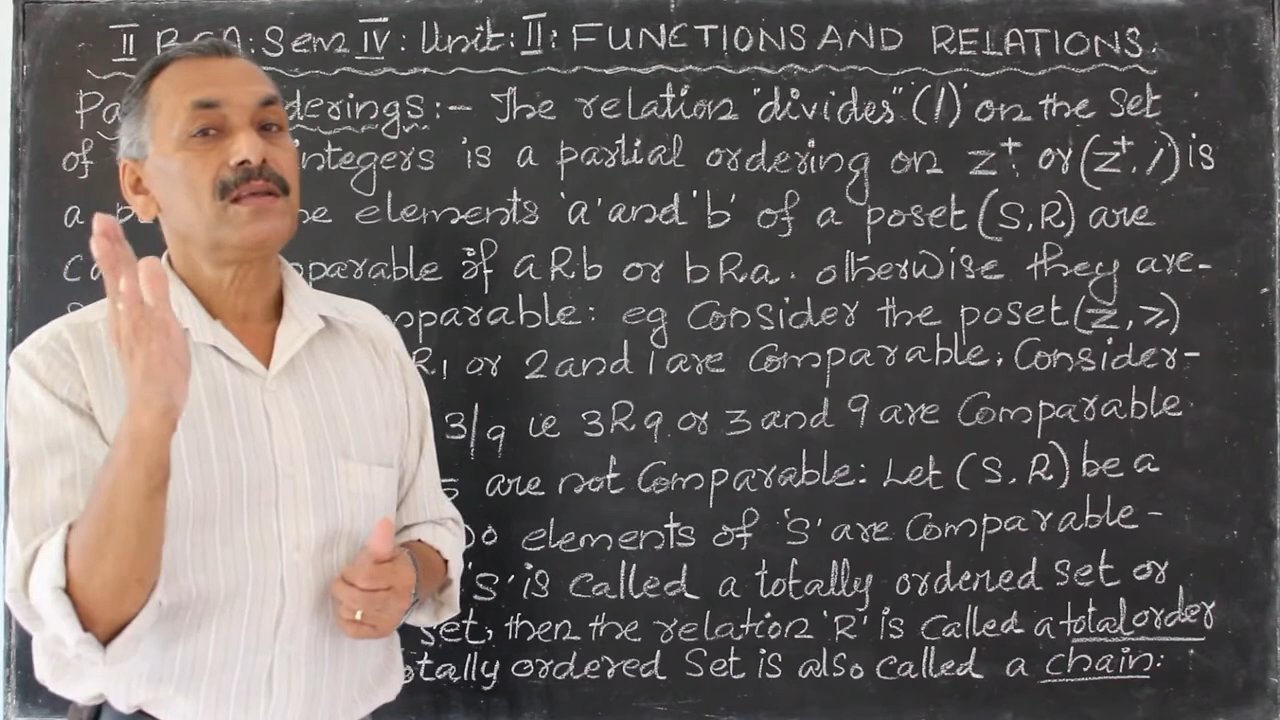 II BCA: Sem IV: Unit: II: FUNCTIONS AND RELATIONS.
Pa derings:- The relation "divides" (/) on the set
of integers is a partial ordering on Z⁺. or (Z⁺, /) is
a p elements 'a' and 'b' of a poset (S,R) are
parable if aRb or bRa. otherwise they are-
mparable: eg Consider the poset (Z, ≥)
R1 or 2 and 1 are Comparable, Consider-
3/9 ie 3R9 or 3 and 9 are Comparable
5 are not Comparable: Let (S, R) be a
elements of 'S' are Comparable-
'S' is called a totally ordered set or
set, then the relation 'R' is called a total order
otally ordered Set is also called a chain: